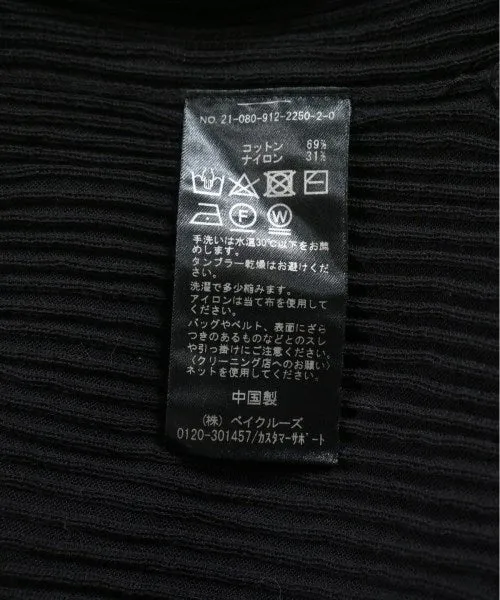 NO. 21-080-912-2250-2-0
コットン 69%
ナイロン 31%
F W
手洗いは水温30℃以下をお薦
めします。
タンブラー乾燥はお避けくださ
い。
洗濯で多少縮みます。
アイロンは当て布を使用して
ください。
バッグやベルト、表面にざら
つきのあるものなどとのスレ
や引っ掛けにご注意ください。
〈クリーニング店へのお願い〉
ネットを使用してください。
中国製
(株) ベイクルーズ
0120-301457/カスタマーサポート